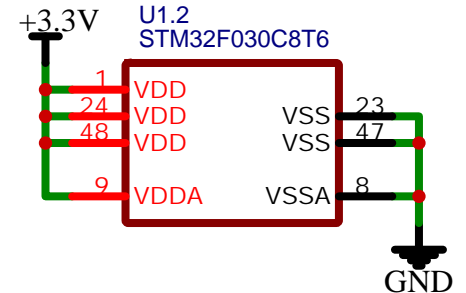 +3.3V
U1.2
STM32F030C8T6
1 VDD
24 VDD VSS 23
48 VDD VSS 47
9 VDDA VSSA 8
GND